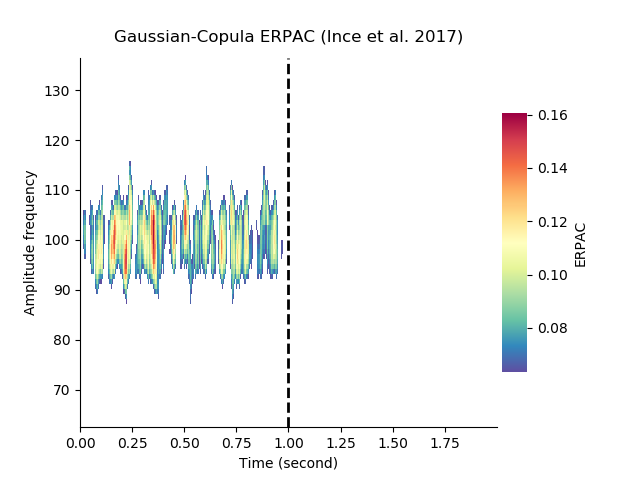 Gaussian-Copula ERPAC (Ince et al. 2017)
130
120
110
100
90
80
70
Amplitude frequency
0.00 0.25 0.50 0.75 1.00 1.25 1.50 1.75
Time (second)
0.16
0.14
0.12
0.10
0.08
ERPAC